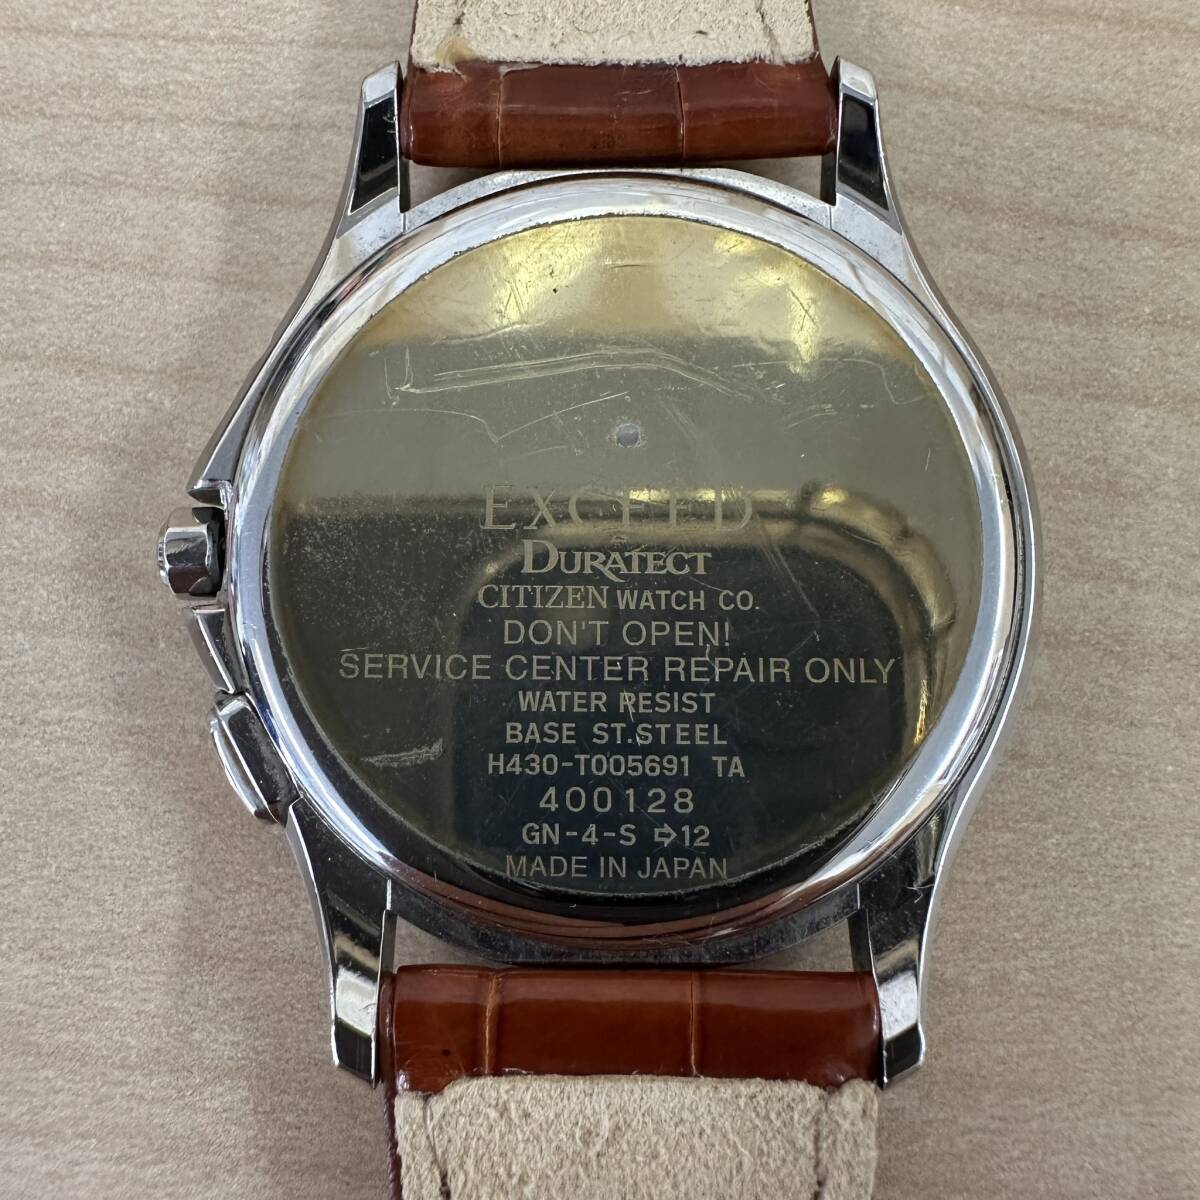 EXCEED
DURATECT
CITIZEN WATCH CO.
DON'T OPEN!
SERVICE CENTER REPAIR ONLY
WATER RESIST
BASE ST.STEEL
H430-T005691 TA
400128
GN-4-S ⇨12
MADE IN JAPAN